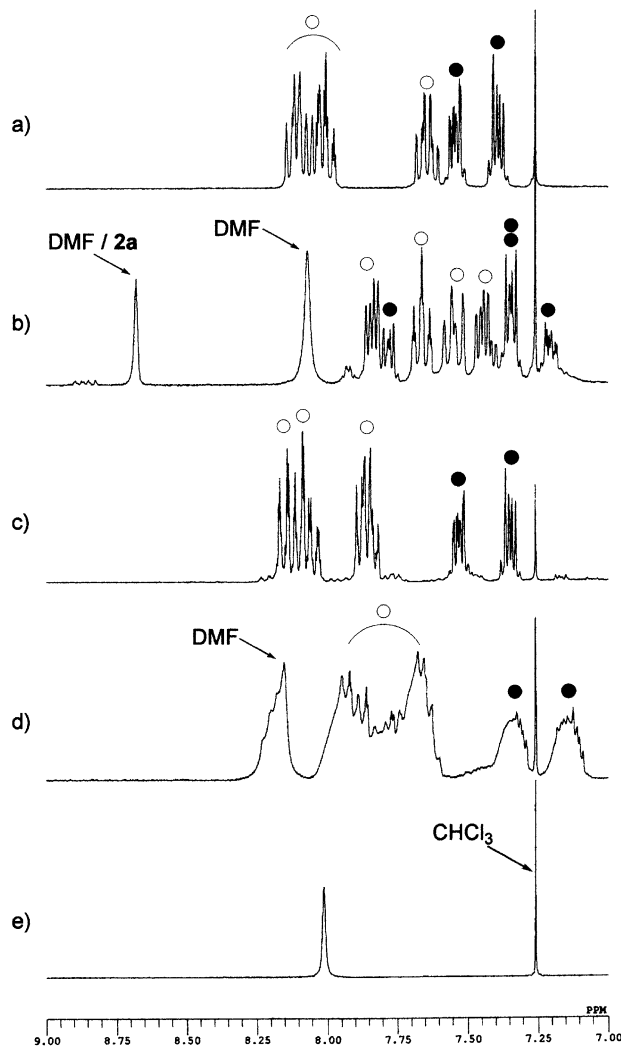 a)
DMF / 2a
DMF
b)
c)
DMF
d)
CHCl₃
e)
PPM
9.00 8.75 8.50 8.25 8.00 7.75 7.50 7.25 7.00